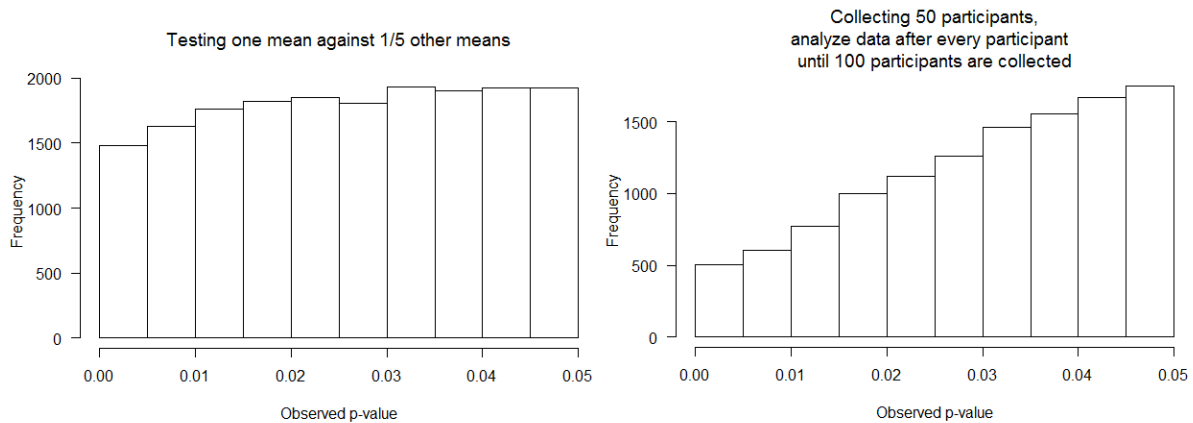 Testing one mean against 1/5 other means
2000
1500
1000
500
0
Frequency
0.00 0.01 0.02 0.03 0.04 0.05
Observed p-value
Collecting 50 participants,
analyze data after every participant
until 100 participants are collected
1500
1000
500
0
Frequency
0.00 0.01 0.02 0.03 0.04 0.05
Observed p-value